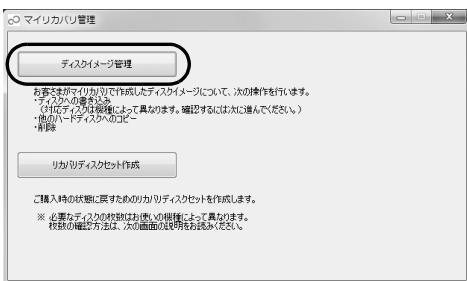 マイリカバリ管理
ディスクイメージ管理
お客さまがマイリカバリで作成したディスクイメージについて、次の操作を行います。
・ディスクへの書き込み
（対応ディスクは機種によって異なります。確認するには次に進んでください。）
・他のハードディスクへのコピー
・削除
リカバリディスクセット作成
ご購入時の状態に戻すためのリカバリディスクセットを作成します。
※ 必要なディスクの枚数はお使いの機種によって異なります。
枚数の確認方法は、次の画面の説明をお読みください。